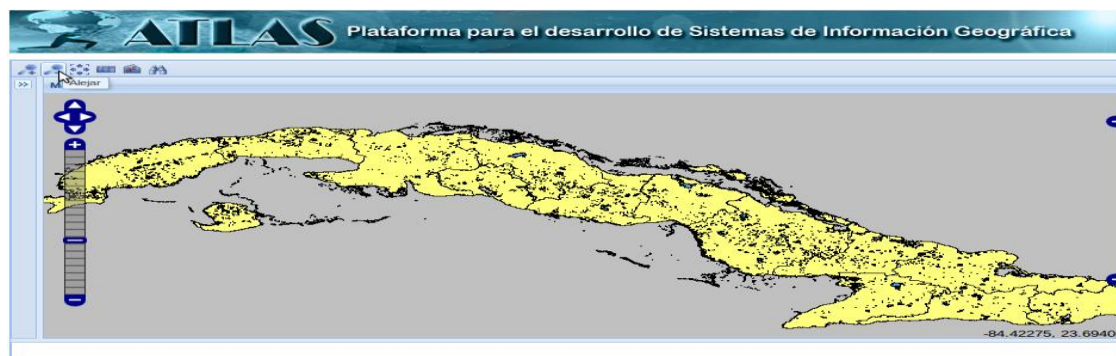 ATLAS Plataforma para el desarrollo de Sistemas de Información Geográfica
>>
Alejar
-84.42275, 23.6940